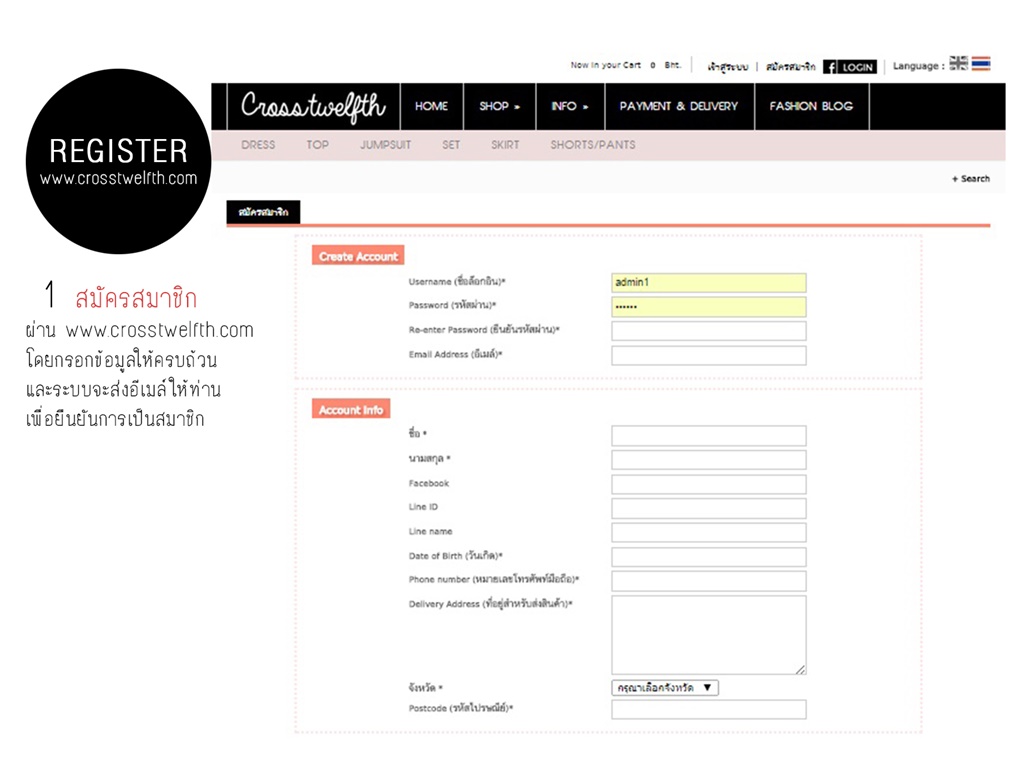 Now in your Cart 0 Bht. เข้าสู่ระบบ | สมัครสมาชิก f LOGIN Language :
REGISTER
www.crosstwelfth.com
Crosstwelfth HOME SHOP » INFO » PAYMENT & DELIVERY FASHION BLOG
DRESS TOP JUMPSUIT SET SKIRT SHORTS/PANTS
+ Search
สมัครสมาชิก
1 สมัครสมาชิก
ผ่าน www.crosstwelfth.com
โดยกรอกข้อมูลให้ครบถ้วน
และระบบจะส่งอีเมล์ให้ท่าน
เพื่อยืนยันการเป็นสมาชิก
Create Account
Username (ชื่อล็อกอิน)* admin1
Password (รหัสผ่าน)* ••••••
Re-enter Password (ยืนยันรหัสผ่าน)*
Email Address (อีเมล์)*
Account Info
ชื่อ *
นามสกุล *
Facebook
Line ID
Line name
Date of Birth (วันเกิด)*
Phone number (หมายเลขโทรศัพท์มือถือ)*
Delivery Address (ที่อยู่สำหรับส่งสินค้า)*
จังหวัด * กรุณาเลือกจังหวัด ▼
Postcode (รหัสไปรษณีย์)*